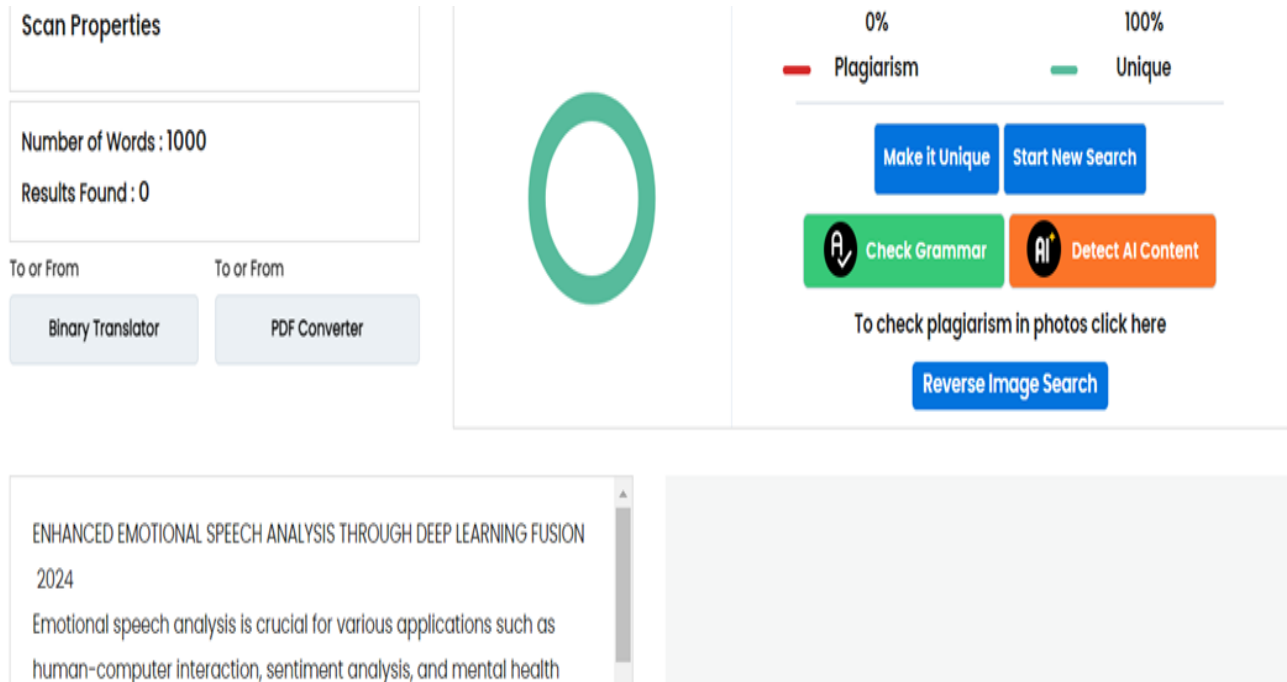 Scan Properties
Number of Words : 1000
Results Found : 0
To or From To or From
Binary Translator PDF Converter
0% 100%
Plagiarism Unique
Make it Unique Start New Search
Check Grammar AI Detect AI Content
To check plagiarism in photos click here
Reverse Image Search
ENHANCED EMOTIONAL SPEECH ANALYSIS THROUGH DEEP LEARNING FUSION
2024
Emotional speech analysis is crucial for various applications such as
human-computer interaction, sentiment analysis, and mental health